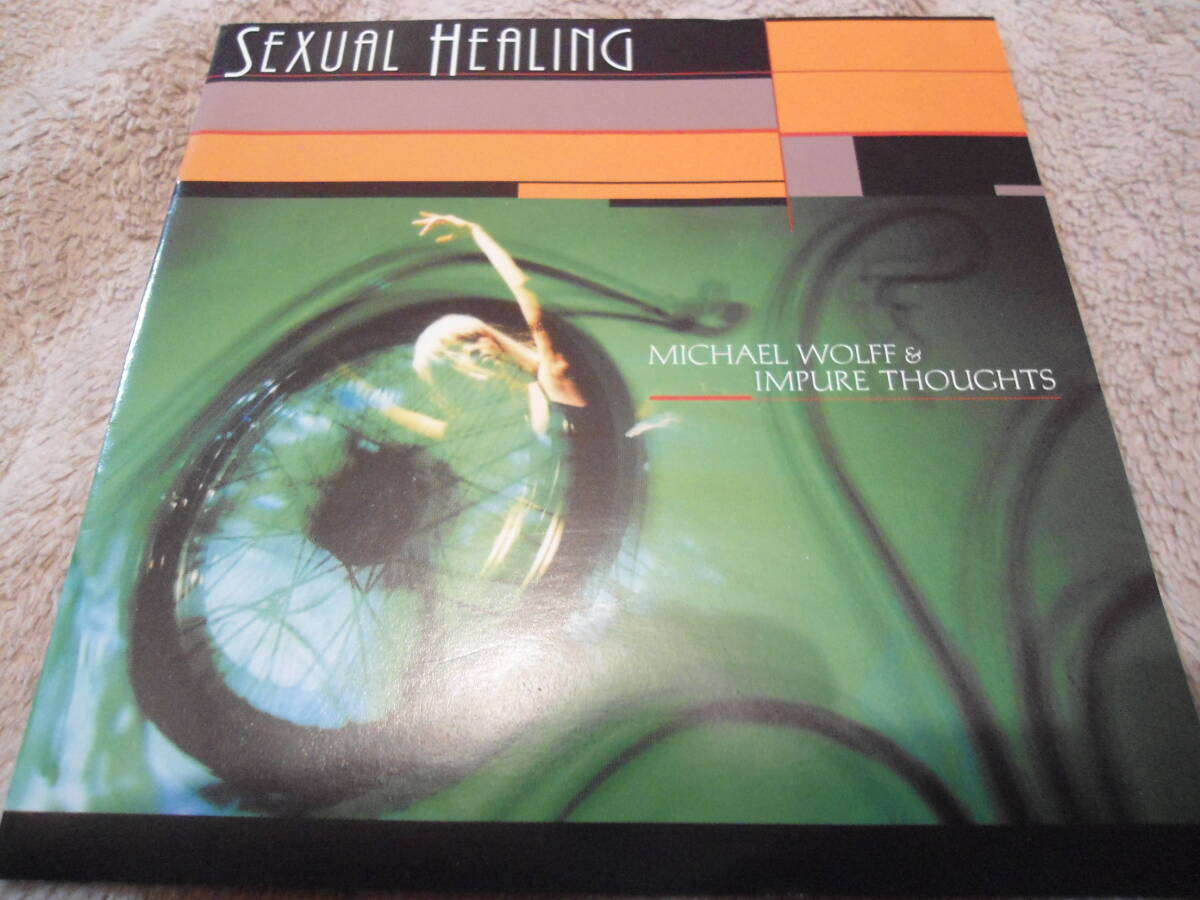 SEXUAL HEALING
MICHAEL WOLFF &
IMPURE THOUGHTS